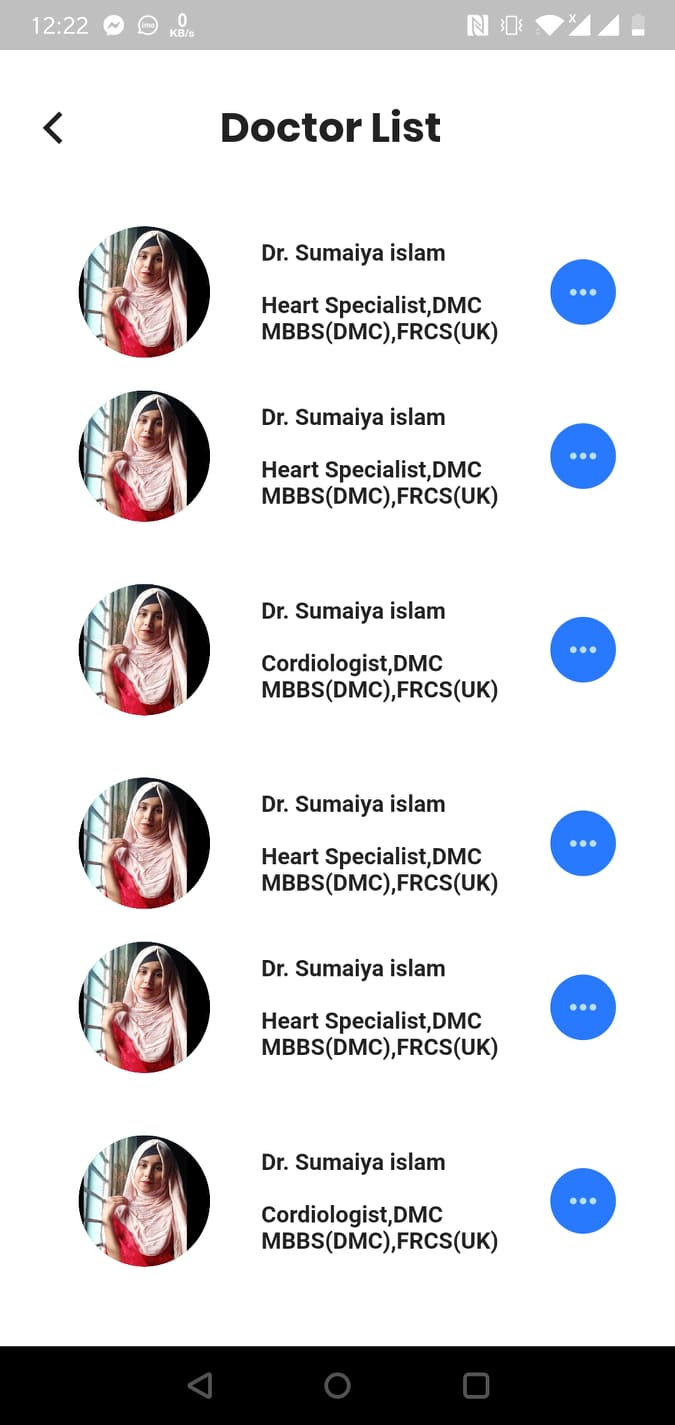 12:22 imo 0 KB/s x
Doctor List
Dr. Sumaiya islam
Heart Specialist,DMC
MBBS(DMC),FRCS(UK)
Dr. Sumaiya islam
Heart Specialist,DMC
MBBS(DMC),FRCS(UK)
Dr. Sumaiya islam
Cordiologist,DMC
MBBS(DMC),FRCS(UK)
Dr. Sumaiya islam
Heart Specialist,DMC
MBBS(DMC),FRCS(UK)
Dr. Sumaiya islam
Heart Specialist,DMC
MBBS(DMC),FRCS(UK)
Dr. Sumaiya islam
Cordiologist,DMC
MBBS(DMC),FRCS(UK)